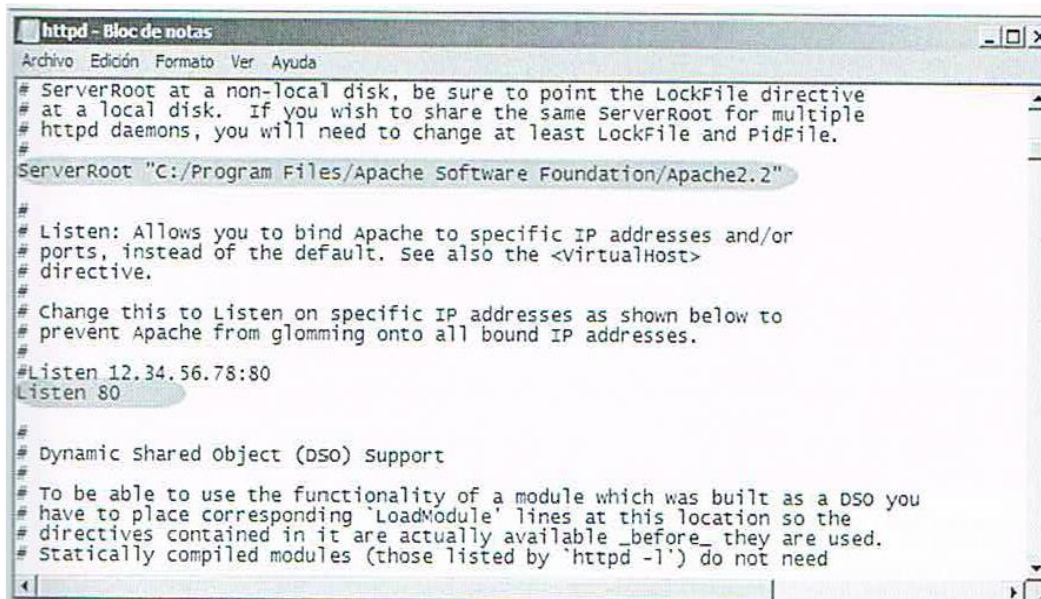 httpd - Bloc de notas
Archivo Edición Formato Ver Ayuda
# ServerRoot at a non-local disk, be sure to point the LockFile directive
# at a local disk.  If you wish to share the same ServerRoot for multiple
# httpd daemons, you will need to change at least LockFile and PidFile.
#
ServerRoot "C:/Program Files/Apache Software Foundation/Apache2.2"
#
# Listen: Allows you to bind Apache to specific IP addresses and/or
# ports, instead of the default. See also the <VirtualHost>
# directive.
#
# Change this to Listen on specific IP addresses as shown below to
# prevent Apache from glomming onto all bound IP addresses.
#
#Listen 12.34.56.78:80
Listen 80
#
# Dynamic Shared Object (DSO) Support
#
# To be able to use the functionality of a module which was built as a DSO you
# have to place corresponding `LoadModule' lines at this location so the
# directives contained in it are actually available _before_ they are used.
# Statically compiled modules (those listed by `httpd -l') do not need